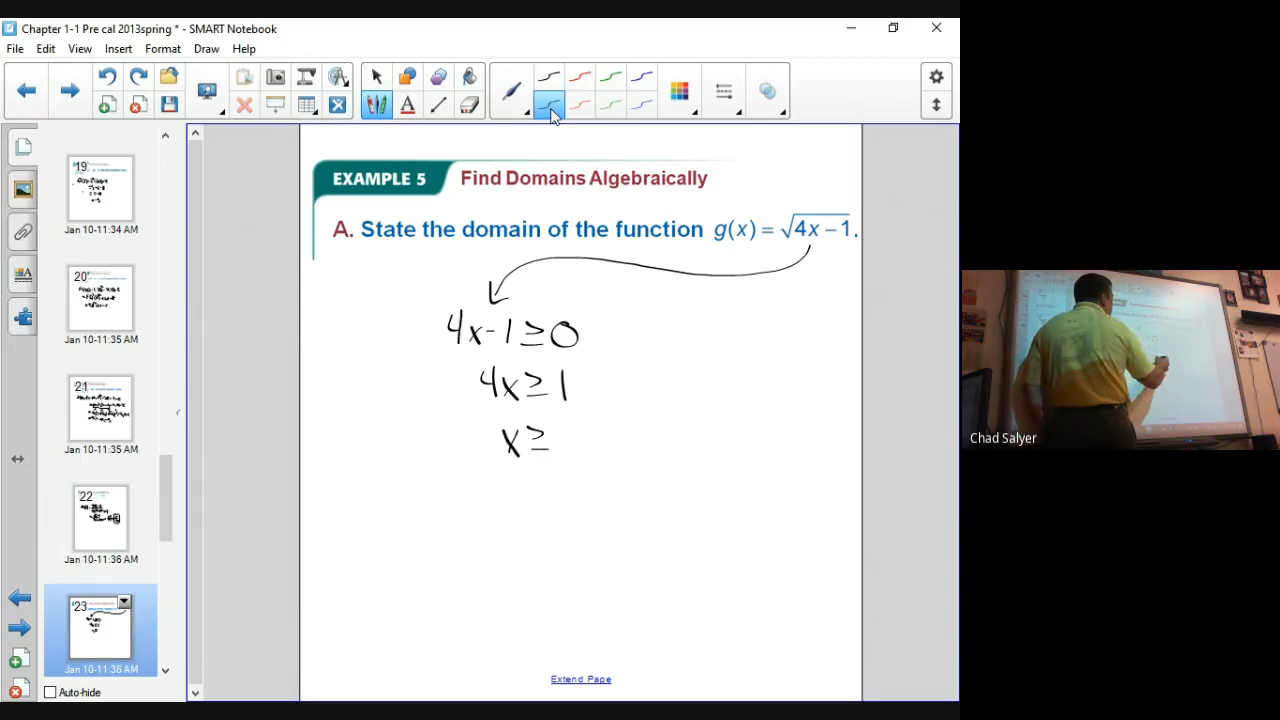 Chapter 1-1 Pre cal 2013spring * - SMART Notebook
File Edit View Insert Format Draw Help
19
Jan 10-11:34 AM
20
Jan 10-11:35 AM
21
Jan 10-11:35 AM
22
Jan 10-11:36 AM
23
Jan 10-11:36 AM
Auto-hide
EXAMPLE 5 Find Domains Algebraically
A. State the domain of the function g(x) = √(4x – 1).
4x-1≥0
4x≥1
x≥
Extend Page
Chad Salyer